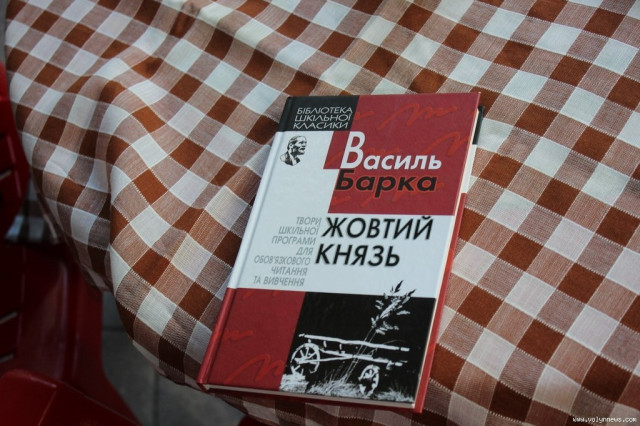 БІБЛІОТЕКА
ШКІЛЬНОЇ
КЛАСИКИ
Василь
Барка
ЖОВТИЙ
КНЯЗЬ
ТВОРИ
ШКІЛЬНОЇ
ПРОГРАМИ
ДЛЯ
ОБОВ'ЯЗКОВОГО
ЧИТАННЯ
ТА ВИВЧЕННЯ
www.volynnews.com